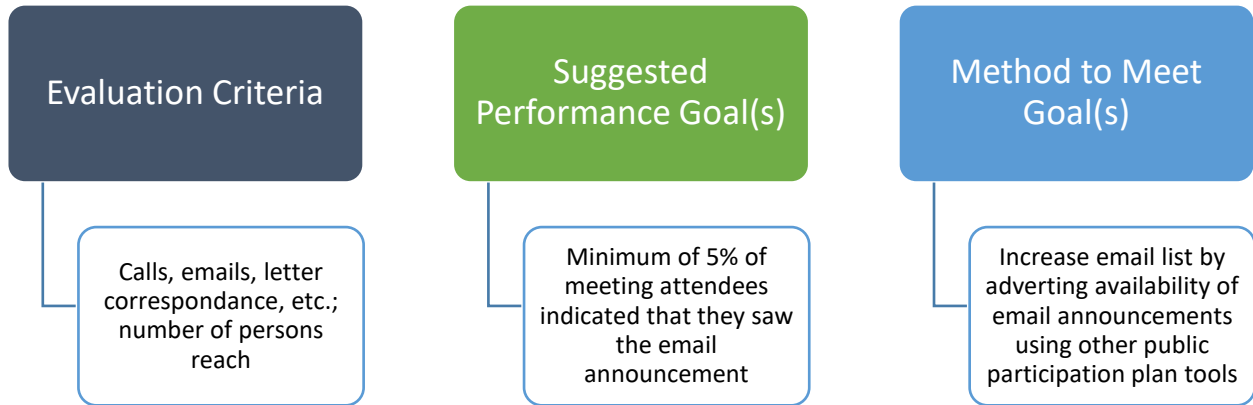 Evaluation Criteria
Calls, emails, letter
correspondance, etc.;
number of persons
reach
Suggested
Performance Goal(s)
Minimum of 5% of
meeting attendees
indicated that they saw
the email
announcement
Method to Meet
Goal(s)
Increase email list by
adverting availability of
email announcements
using other public
participation plan tools